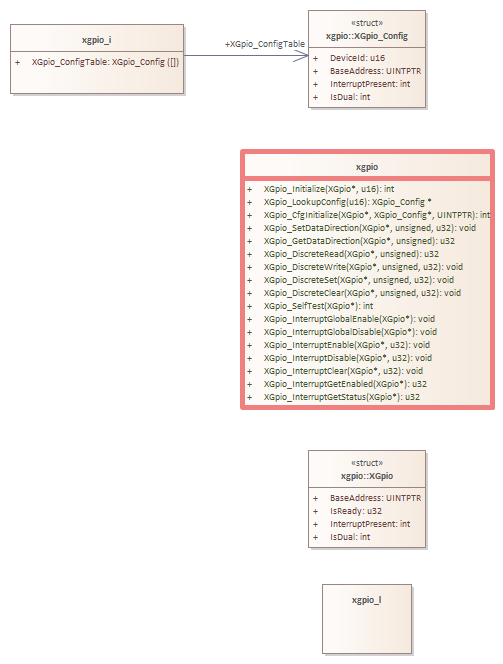 xgpio_i
+ XGpio_ConfigTable: XGpio_Config ([])
+XGpio_ConfigTable
«struct»
xgpio::XGpio_Config
+ DeviceId: u16
+ BaseAddress: UINTPTR
+ InterruptPresent: int
+ IsDual: int
xgpio
+ XGpio_Initialize(XGpio*, u16): int
+ XGpio_LookupConfig(u16): XGpio_Config *
+ XGpio_CfgInitialize(XGpio*, XGpio_Config*, UINTPTR): int
+ XGpio_SetDataDirection(XGpio*, unsigned, u32): void
+ XGpio_GetDataDirection(XGpio*, unsigned): u32
+ XGpio_DiscreteRead(XGpio*, unsigned): u32
+ XGpio_DiscreteWrite(XGpio*, unsigned, u32): void
+ XGpio_DiscreteSet(XGpio*, unsigned, u32): void
+ XGpio_DiscreteClear(XGpio*, unsigned, u32): void
+ XGpio_SelfTest(XGpio*): int
+ XGpio_InterruptGlobalEnable(XGpio*): void
+ XGpio_InterruptGlobalDisable(XGpio*): void
+ XGpio_InterruptEnable(XGpio*, u32): void
+ XGpio_InterruptDisable(XGpio*, u32): void
+ XGpio_InterruptClear(XGpio*, u32): void
+ XGpio_InterruptGetEnabled(XGpio*): u32
+ XGpio_InterruptGetStatus(XGpio*): u32
«struct»
xgpio::XGpio
+ BaseAddress: UINTPTR
+ IsReady: u32
+ InterruptPresent: int
+ IsDual: int
xgpio_l